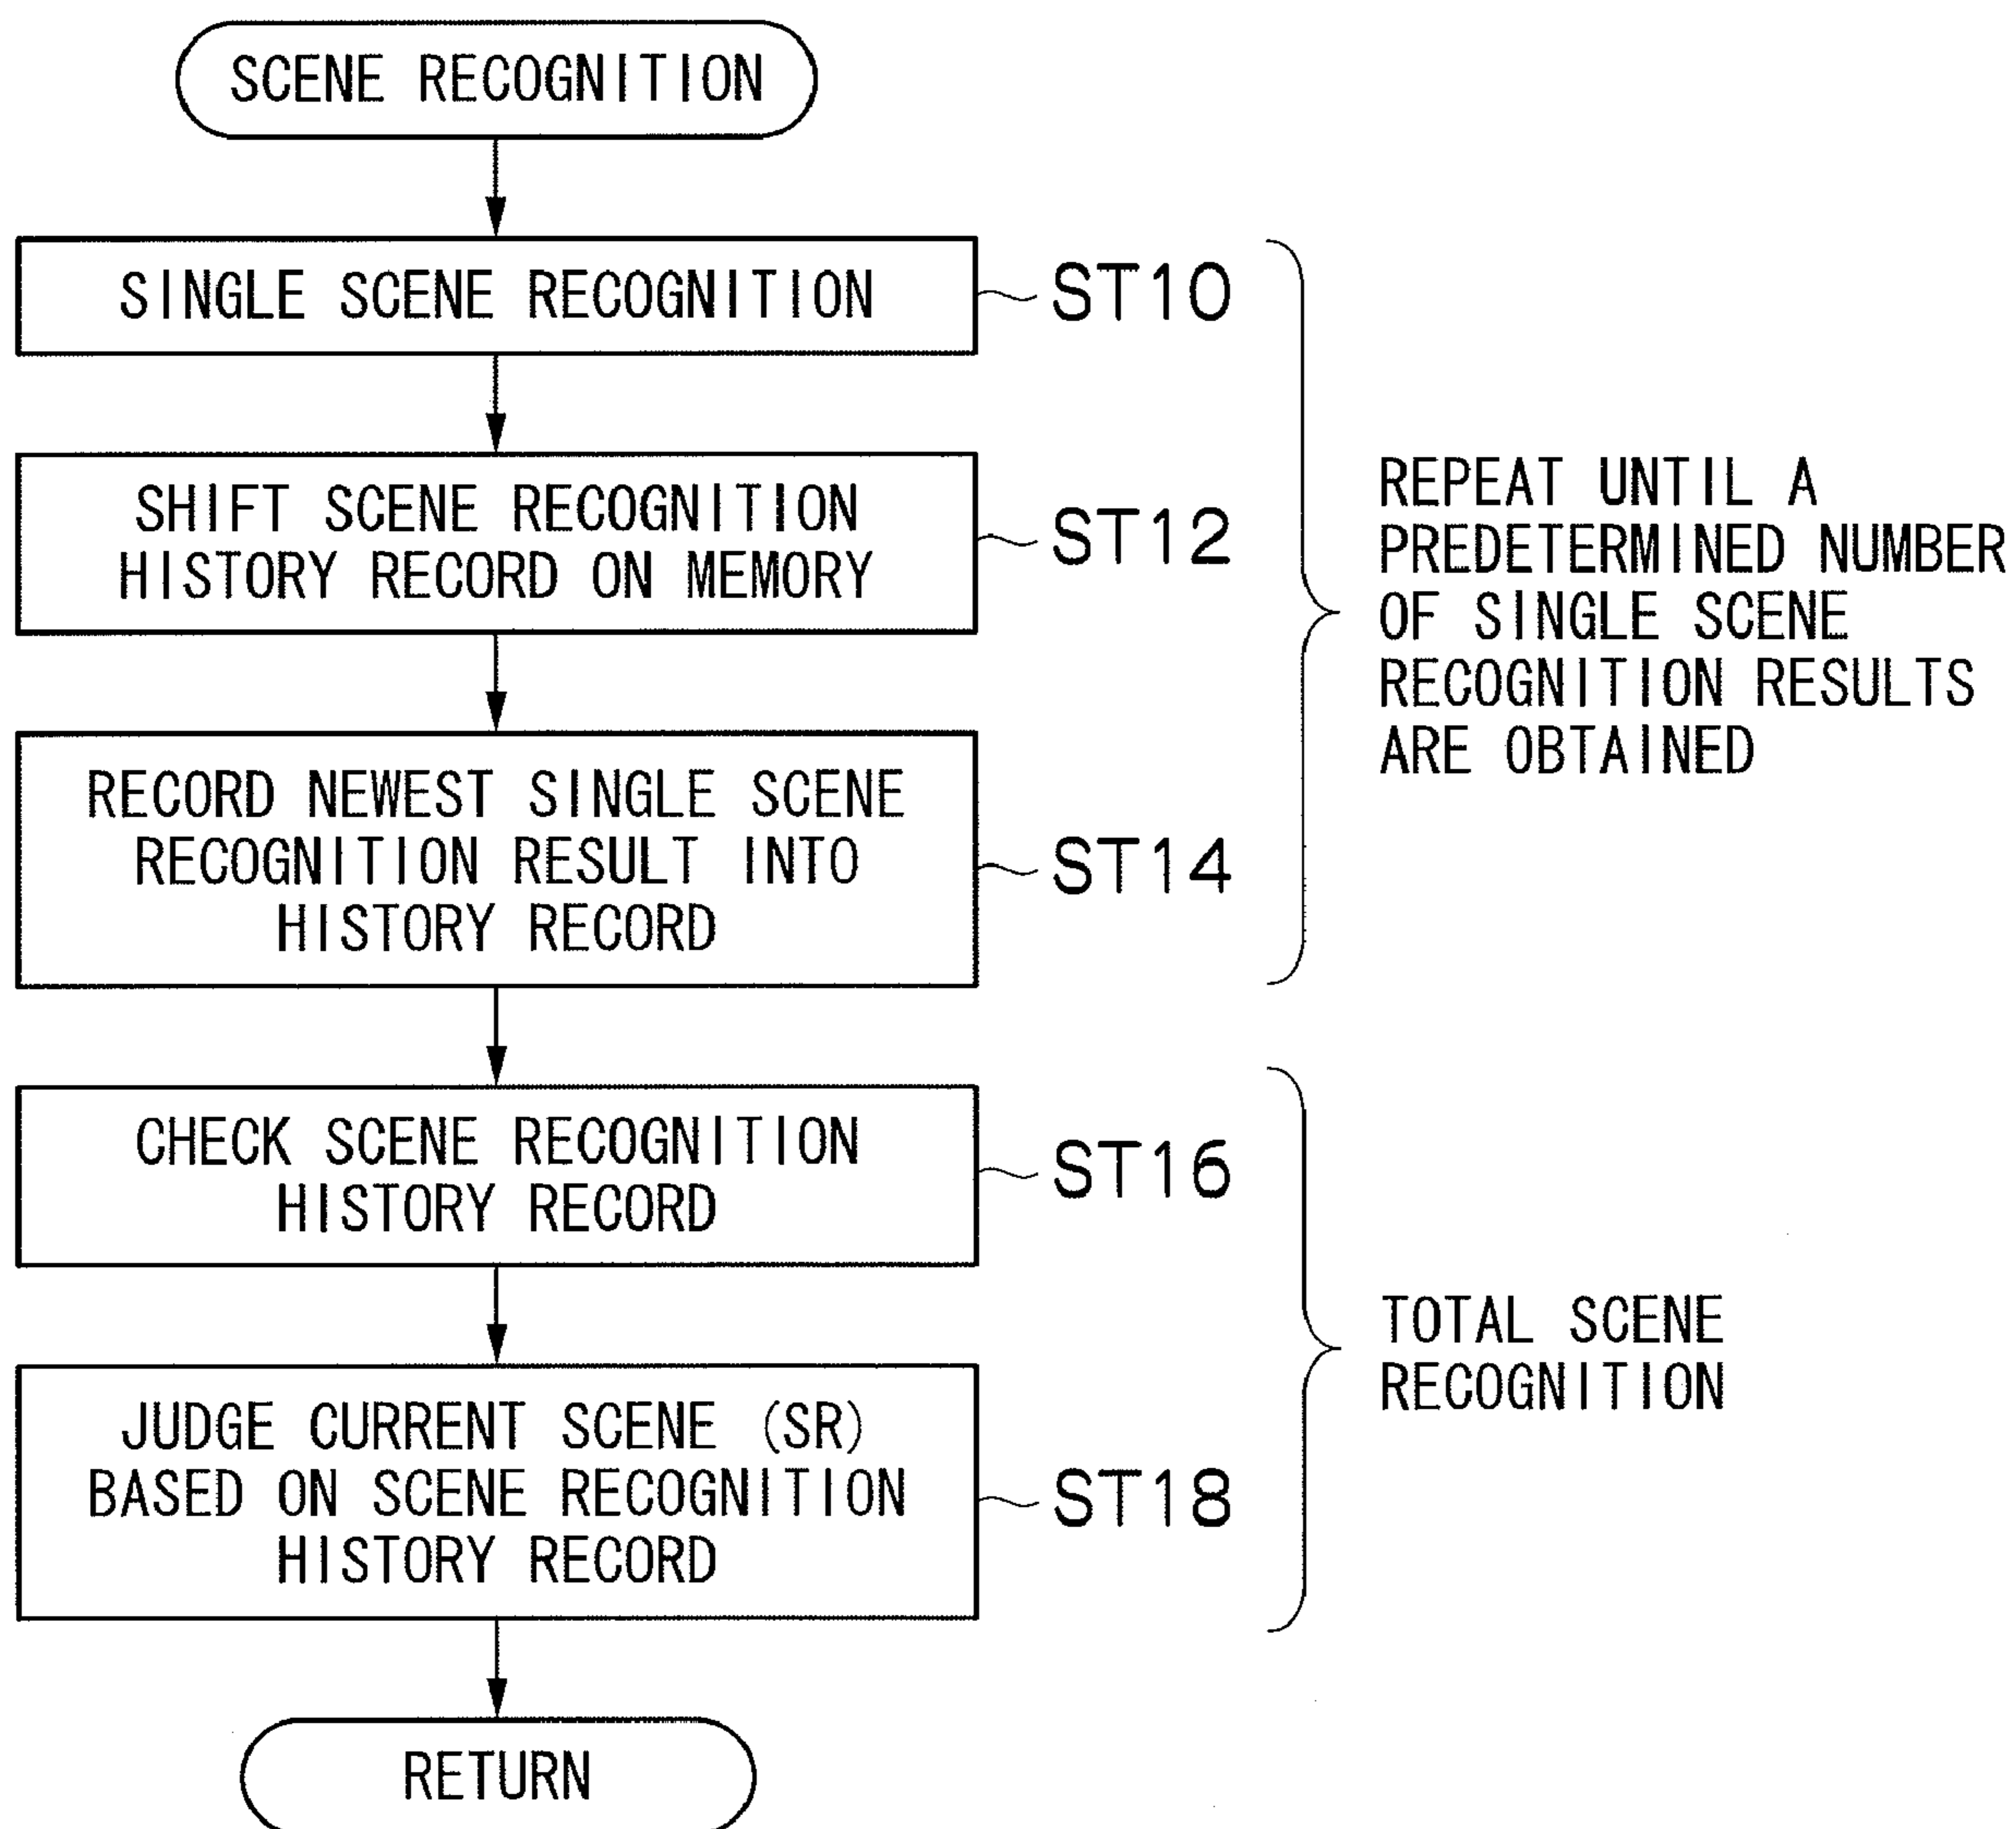 SCENE RECOGNITION
SINGLE SCENE RECOGNITION
ST10
SHIFT SCENE RECOGNITION
HISTORY RECORD ON MEMORY
ST12
RECORD NEWEST SINGLE SCENE
RECOGNITION RESULT INTO
HISTORY RECORD
ST14
REPEAT UNTIL A
PREDETERMINED NUMBER
OF SINGLE SCENE
RECOGNITION RESULTS
ARE OBTAINED
CHECK SCENE RECOGNITION
HISTORY RECORD
ST16
JUDGE CURRENT SCENE (SR)
BASED ON SCENE RECOGNITION
HISTORY RECORD
ST18
TOTAL SCENE
RECOGNITION
RETURN